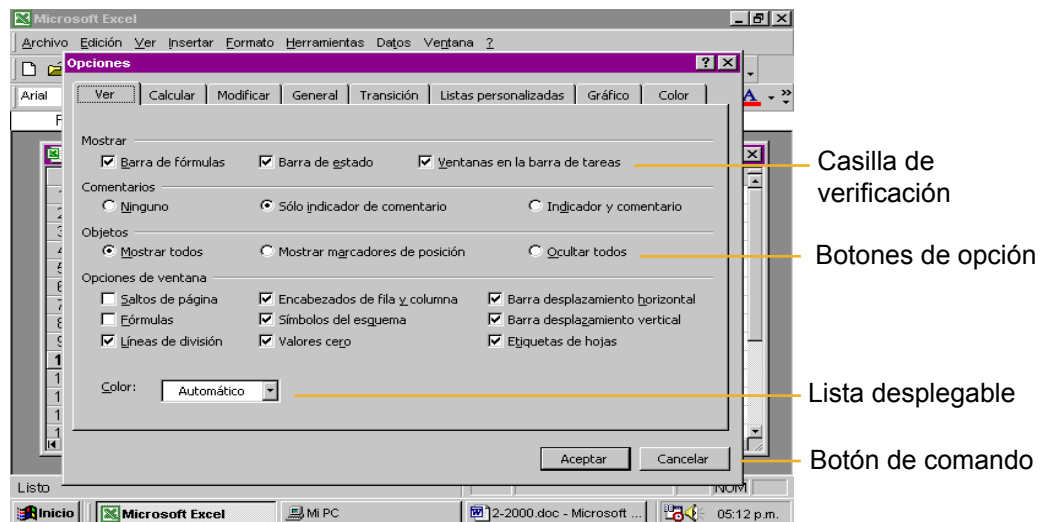 Microsoft Excel
Archivo Edición Ver Insertar Formato Herramientas Datos Ventana ?
Opciones
Arial
Ver Calcular Modificar General Transición Listas personalizadas Gráfico Color
Mostrar
Barra de fórmulas Barra de estado Ventanas en la barra de tareas
Casilla de
verificación
Comentarios
Ninguno Sólo indicador de comentario Indicador y comentario
Objetos
Mostrar todos Mostrar marcadores de posición Ocultar todos
Botones de opción
Opciones de ventana
Saltos de página Encabezados de fila y columna Barra desplazamiento horizontal
Fórmulas Símbolos del esquema Barra desplazamiento vertical
Líneas de división Valores cero Etiquetas de hojas
Color: Automático
Lista desplegable
Aceptar Cancelar
Botón de comando
Listo NUM
Inicio Microsoft Excel Mi PC 2-2000.doc - Microsoft ... 05:12 p.m.